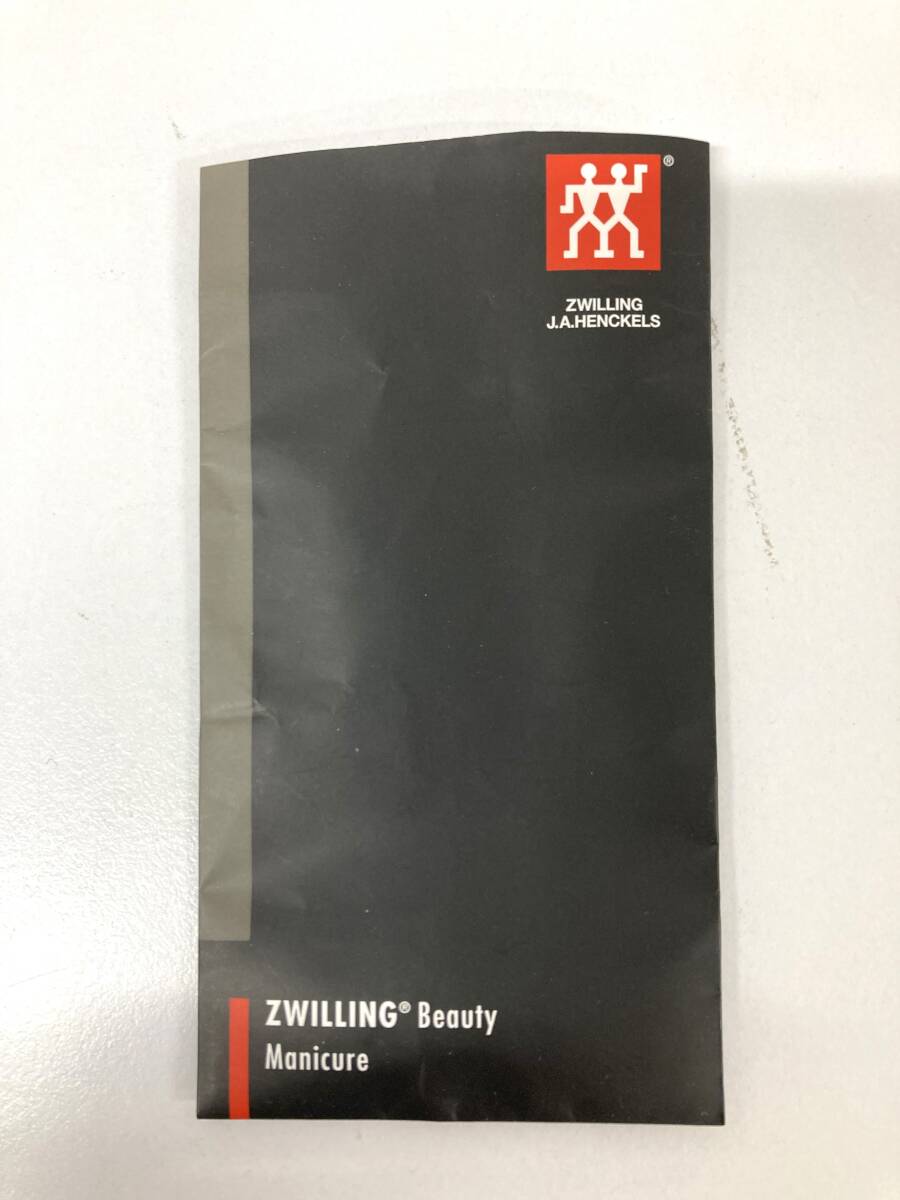 ®
ZWILLING
J.A.HENCKELS
ZWILLING® Beauty
Manicure